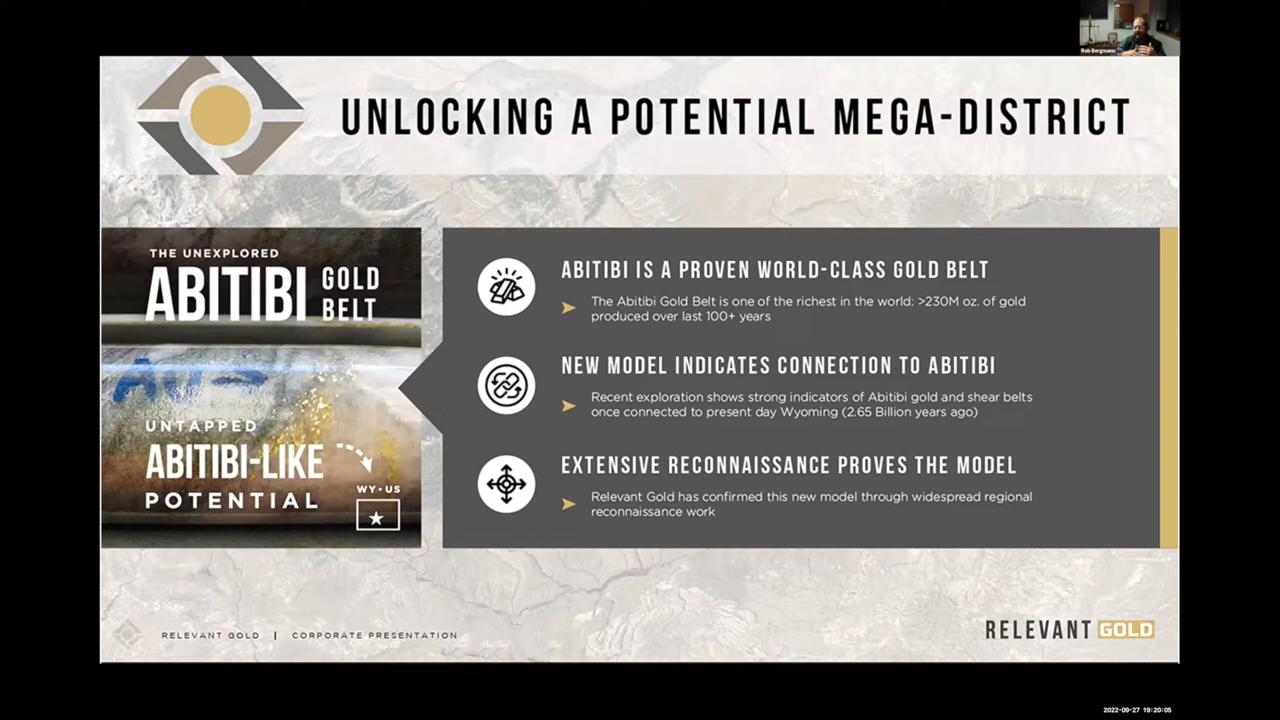 Rob Bergmann
UNLOCKING A POTENTIAL MEGA-DISTRICT
THE UNEXPLORED
ABITIBI GOLD BELT
UNTAPPED
ABITIBI-LIKE
POTENTIAL
WY•US
ABITIBI IS A PROVEN WORLD-CLASS GOLD BELT
The Abitibi Gold Belt is one of the richest in the world: >230M oz. of gold
produced over last 100+ years
NEW MODEL INDICATES CONNECTION TO ABITIBI
Recent exploration shows strong indicators of Abitibi gold and shear belts
once connected to present day Wyoming (2.65 Billion years ago)
EXTENSIVE RECONNAISSANCE PROVES THE MODEL
Relevant Gold has confirmed this new model through widespread regional
reconnaissance work
RELEVANT GOLD | CORPORATE PRESENTATION
RELEVANT GOLD
2022-09-27 19:20:05